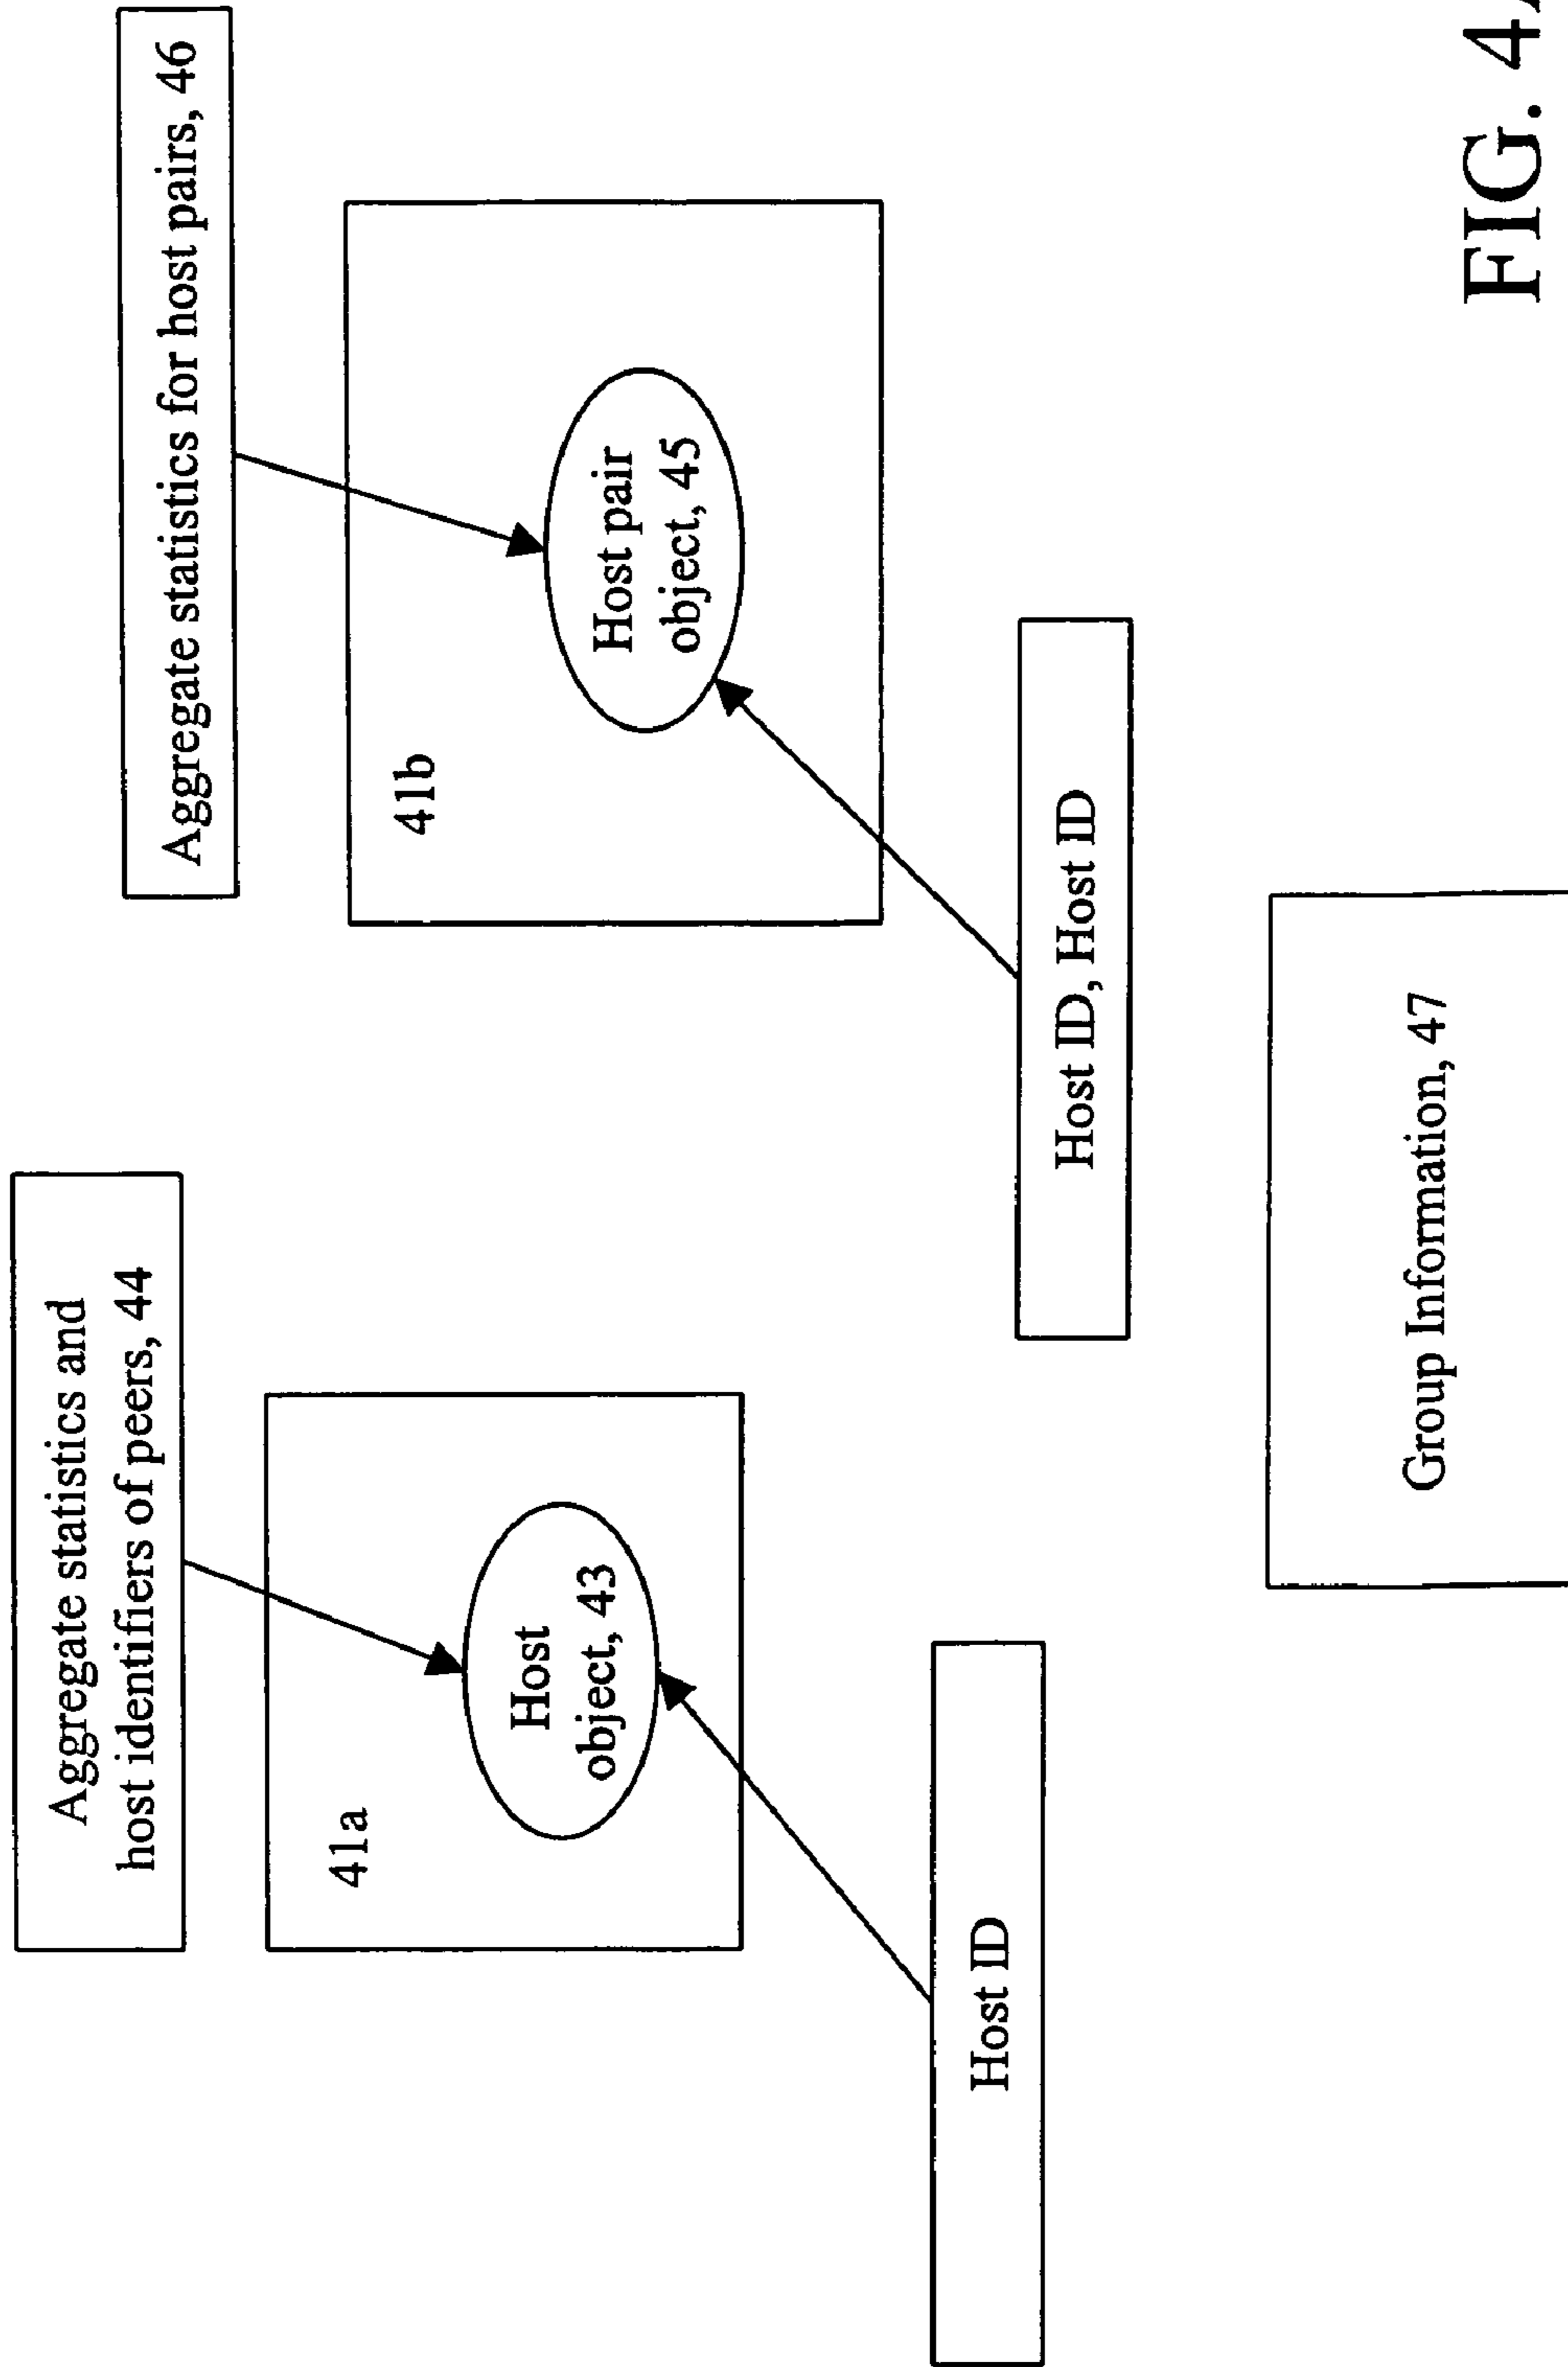 Aggregate statistics and
host identifiers of peers, 44
41a
Host
object, 43
Host ID
Aggregate statistics for host pairs, 46
41b
Host pair
object, 45
Host ID, Host ID
Group Information, 47
FIG.